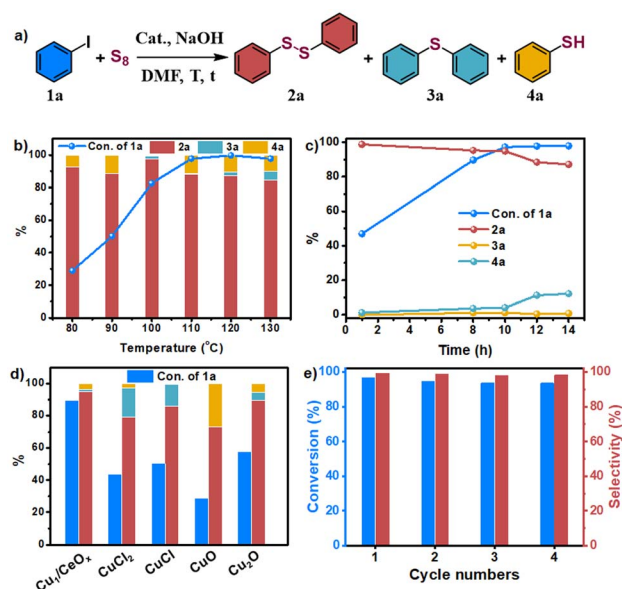 a)
I
+ S8
Cat., NaOH
DMF, T, t
S
S
+
S
+
SH
1a
2a
3a
4a
b)
Con. of 1a 2a 3a 4a
100
80
60
40
20
0
%
80 90 100 110 120 130
Temperature (°C)
c)
100
80
60
40
20
0
%
Con. of 1a
2a
3a
4a
0 2 4 6 8 10 12 14
Time (h)
d)
Con. of 1a
100
80
60
40
20
0
%
Cu1/CeOx
CuCl2
CuCl
CuO
Cu2O
e)
100
80
60
40
20
0
Conversion (%)
100
80
60
40
20
0
Selectivity (%)
1 2 3 4
Cycle numbers